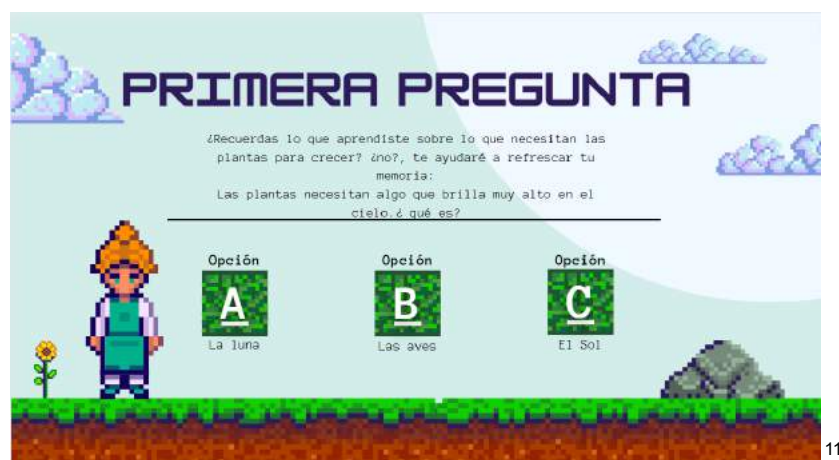 PRIMERA PREGUNTA
¿Recuerdas lo que aprendiste sobre lo que necesitan las
plantas para crecer? ¿no?, te ayudaré a refrescar tu
memoria:
Las plantas necesitan algo que brilla muy alto en el
cielo.¿ qué es?
Opción
A
La luna
Opción
B
Las aves
Opción
C
El Sol
11